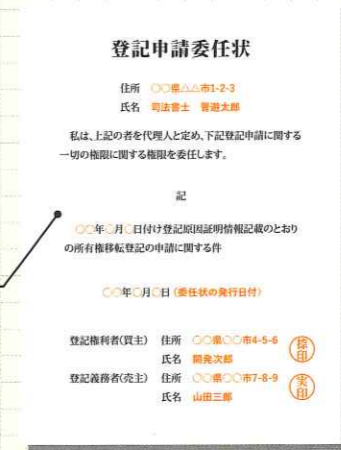 登記申請委任状
住所 ○○県△△市1-2-3
氏名 司法書士 菅遊太郎
私は、上記の者を代理人と定め、下記登記申請に関する
一切の権限に関する権限を委任します。
記
○○年○月○日付け登記原因証明情報記載のとおり
の所有権移転登記の申請に関する件
○○年○月○日(委任状の発行日付)
登記権利者(買主) 住所 ○○県○○市4-5-6
氏名 開発次郎
捺印
登記義務者(売主) 住所 ○○県○○市7-8-9
氏名 山田三郎
実印